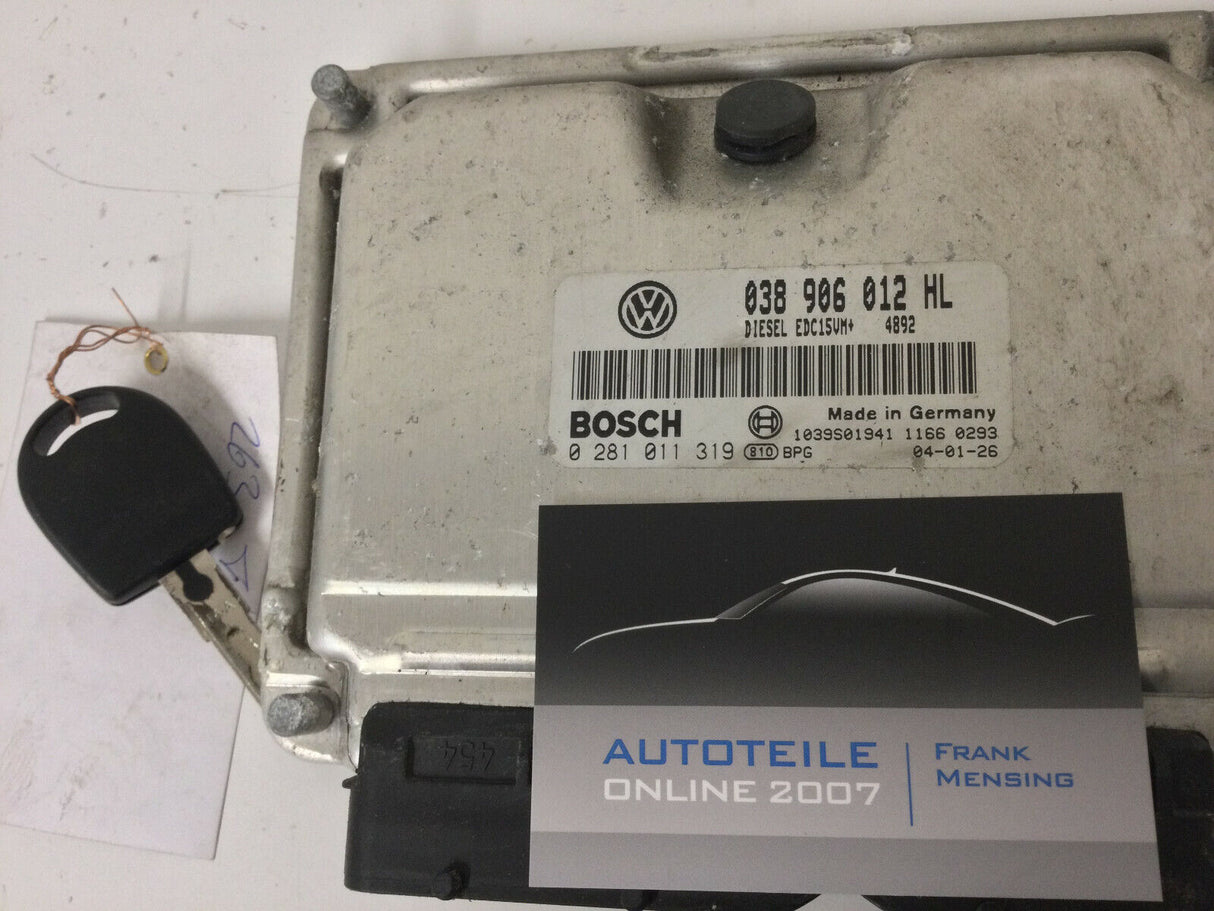 038 906 012 HL
DIESEL EDC15VM+ 4892
BOSCH
Made in Germany
1039S01941 1166 0293
0 281 011 319 810 BPG 04-01-26
454
AUTOTEILE
ONLINE 2007
FRANK
MENSING